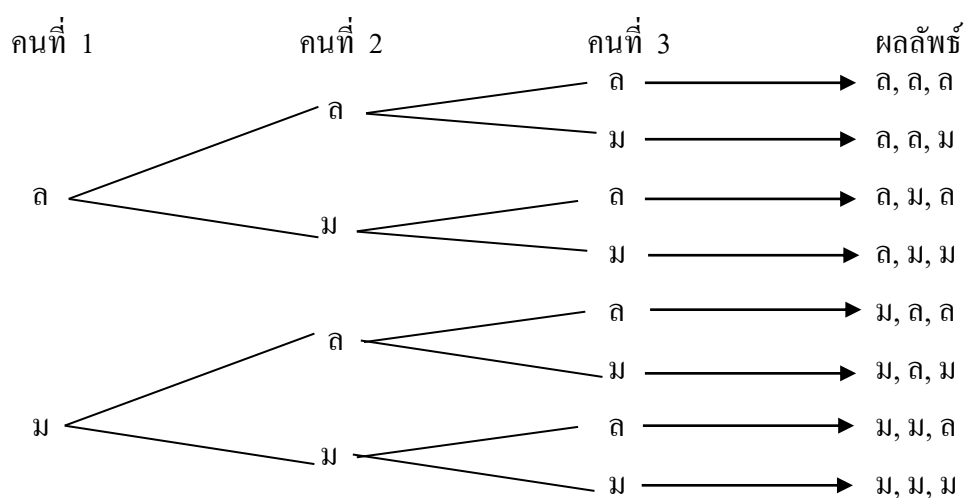 คนที่ 1 คนที่ 2 คนที่ 3 ผลลัพธ์
ล ล, ล, ล
ล
ม ล, ล, ม
ล
ล ล, ม, ล
ม
ม ล, ม, ม
ล ม, ล, ล
ล
ม ม, ล, ม
ม
ล ม, ม, ล
ม
ม ม, ม, ม